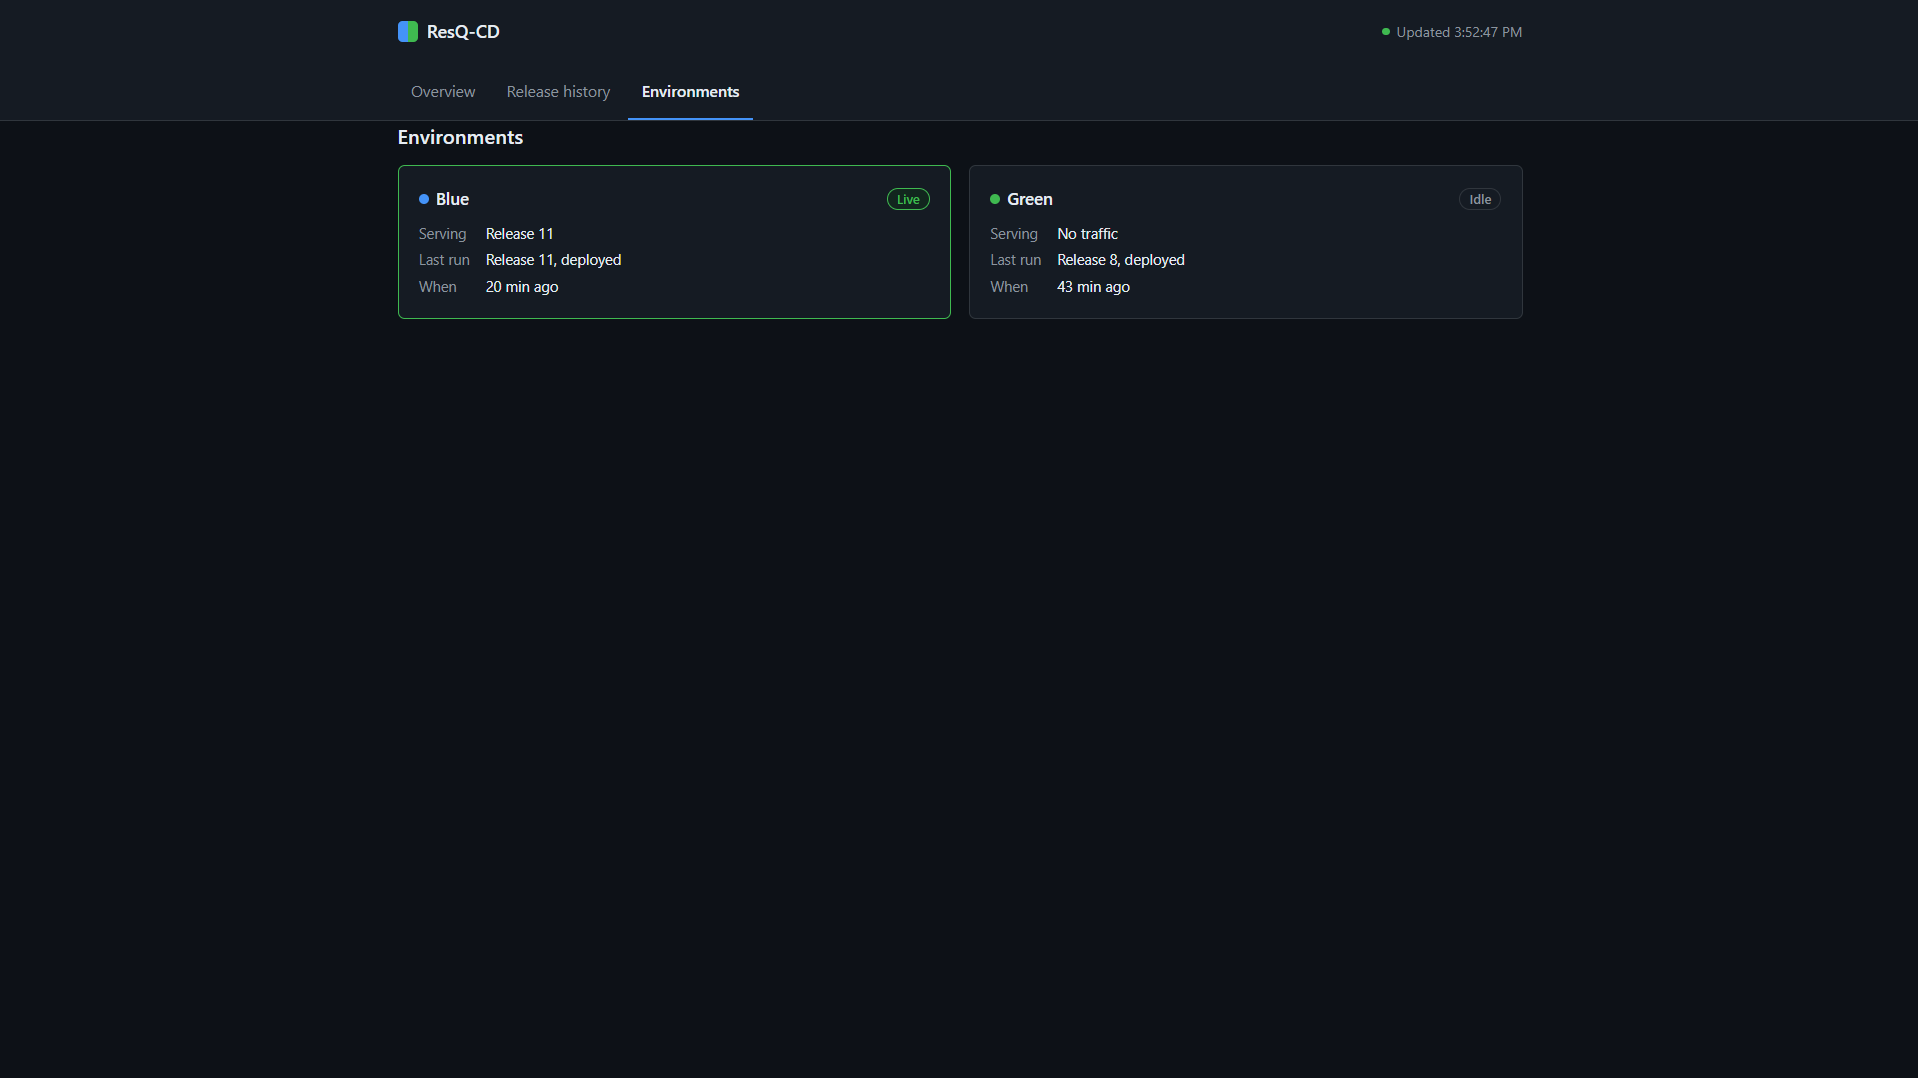 ResQ-CD
Updated 3:52:47 PM
Overview
Release history
Environments
Environments
Blue
Live
Serving Release 11
Last run Release 11, deployed
When 20 min ago
Green
Idle
Serving No traffic
Last run Release 8, deployed
When 43 min ago